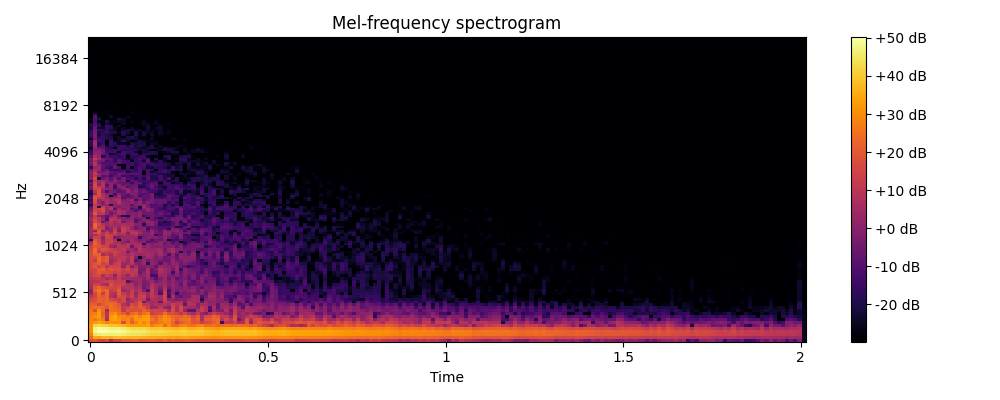 Mel-frequency spectrogram
16384
8192
4096
2048
1024
512
0
Hz
0
0.5
1
1.5
2
Time
+50 dB
+40 dB
+30 dB
+20 dB
+10 dB
+0 dB
-10 dB
-20 dB